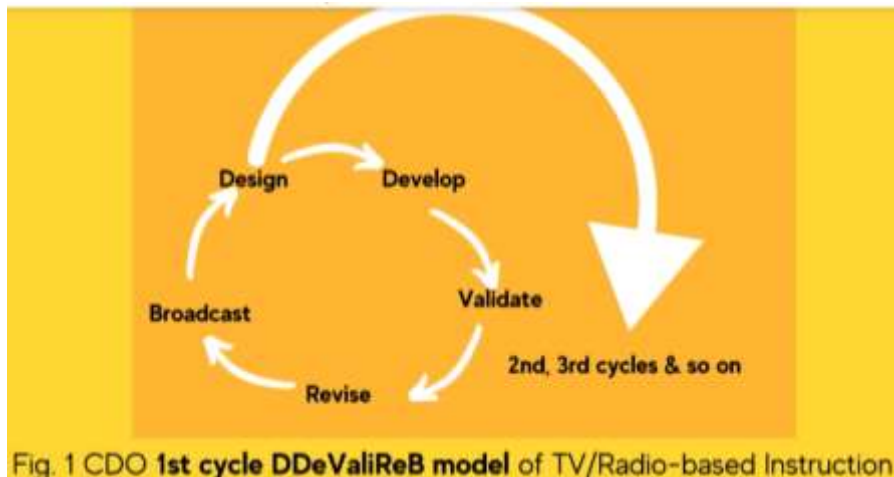 Design
Develop
Validate
Broadcast
2nd, 3rd cycles & so on
Revise
Fig. 1 CDO 1st cycle DDeValiReB model of TV/Radio-based Instruction